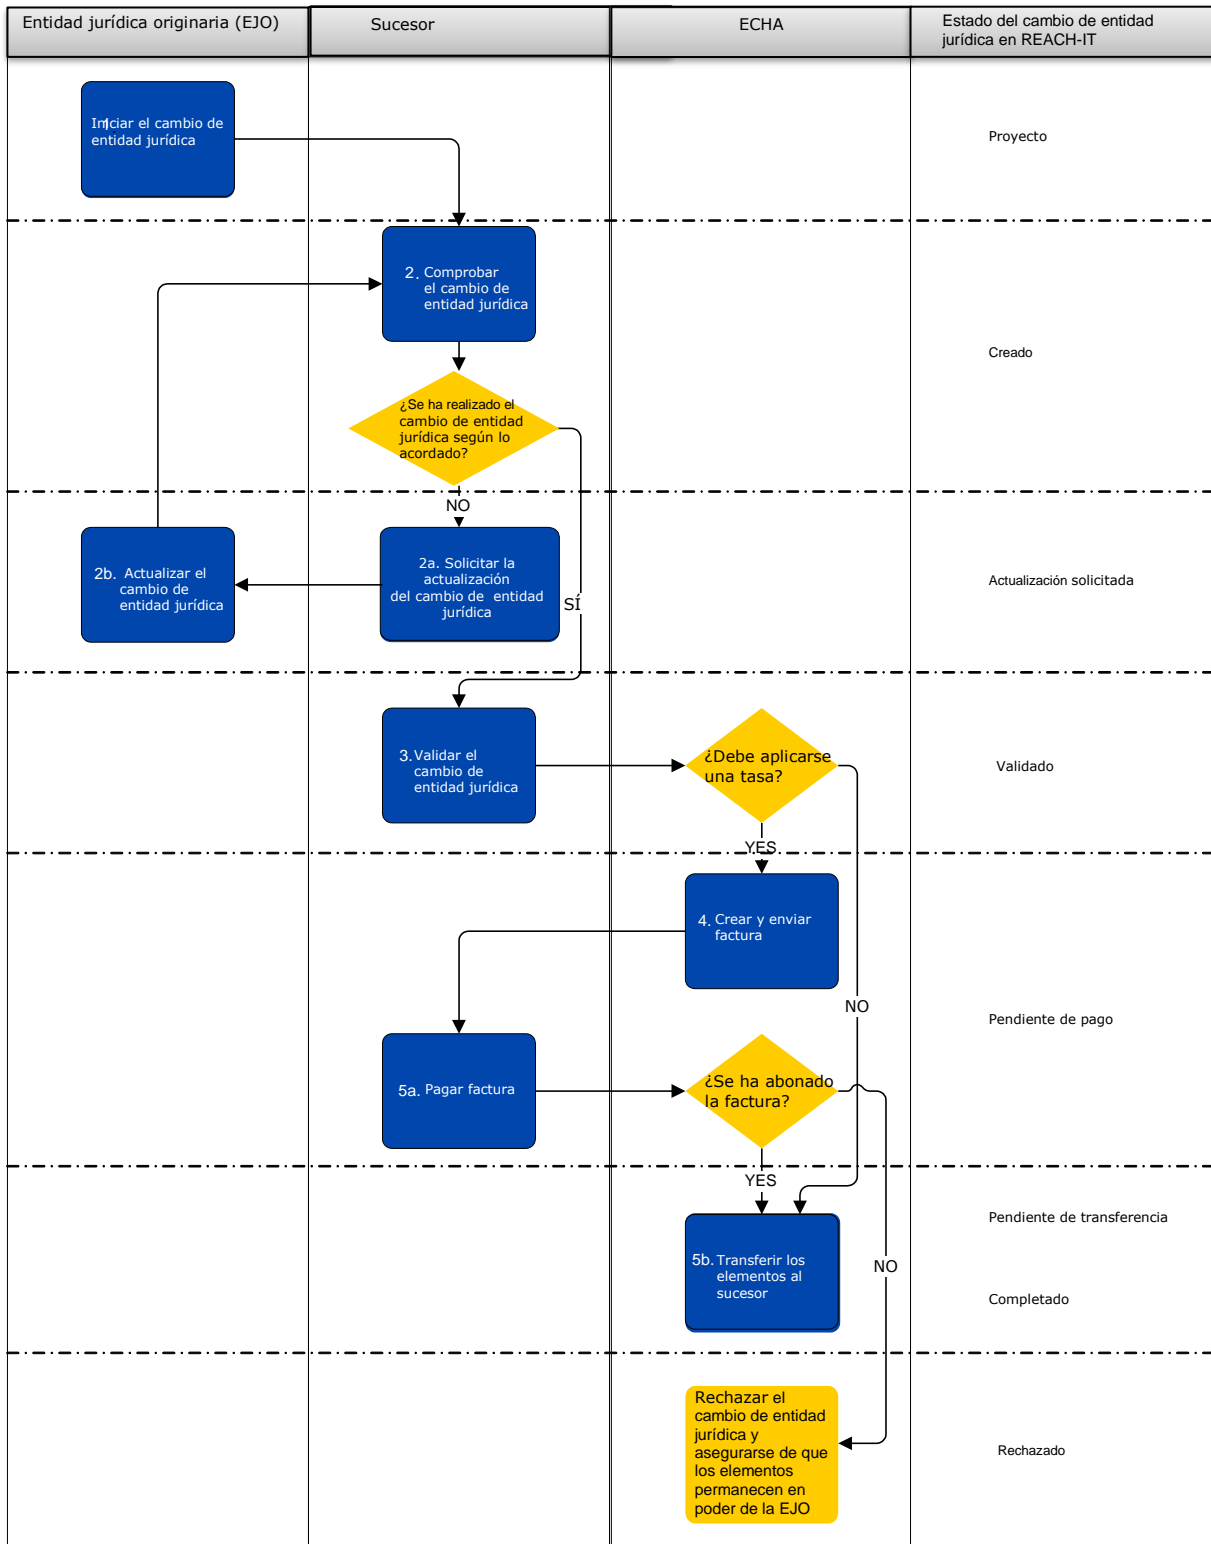 Entidad jurídica originaria (EJO)
Sucesor
ECHA
Estado del cambio de entidad
jurídica en REACH-IT
1
Iniciar el cambio de
entidad jurídica
Proyecto
2. Comprobar
el cambio de
entidad jurídica
Creado
¿Se ha realizado el
cambio de entidad
jurídica según lo
acordado?
NO
2b. Actualizar el
cambio de
entidad jurídica
2a. Solicitar la
actualización
del cambio de entidad
jurídica
SÍ
Actualización solicitada
3. Validar el
cambio de
entidad jurídica
¿Debe aplicarse
una tasa?
Validado
YES
4. Crear y enviar
factura
NO
Pendiente de pago
5a. Pagar factura
¿Se ha abonado
la factura?
YES
Pendiente de transferencia
5b. Transferir los
elementos al
sucesor
NO
Completado
Rechazar el
cambio de entidad
jurídica y
asegurarse de que
los elementos
permanecen en
poder de la EJO
Rechazado